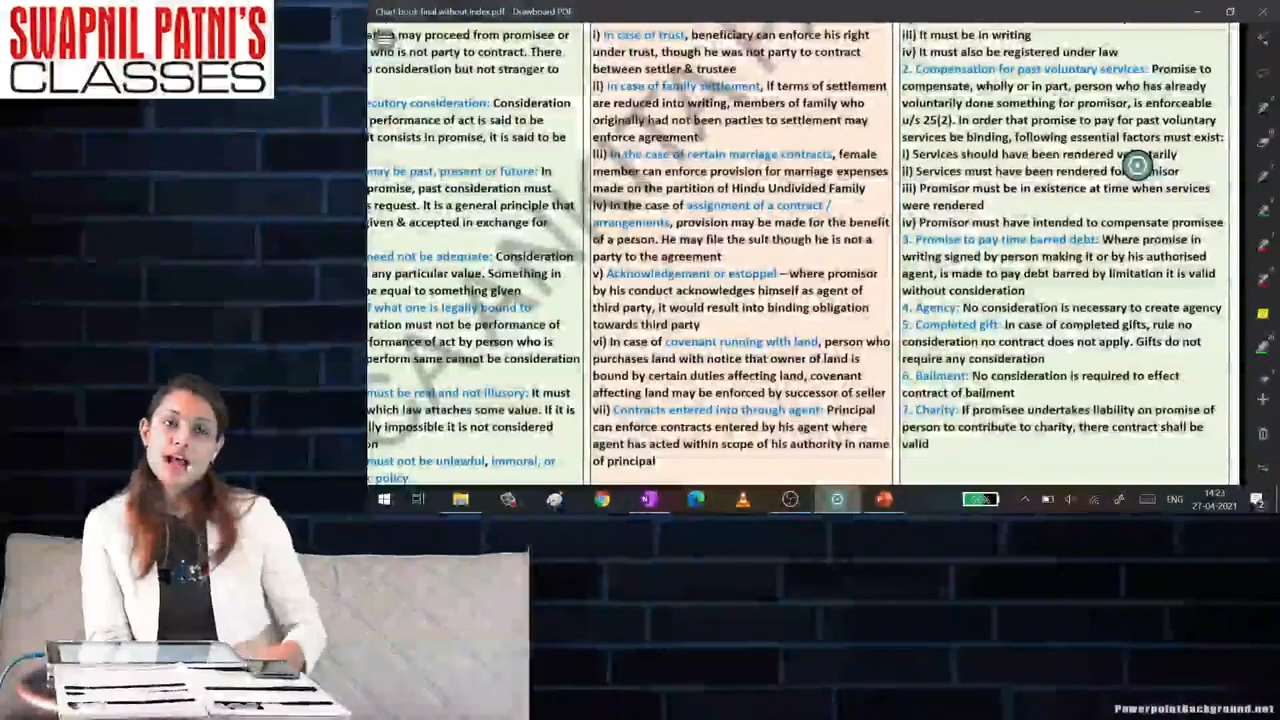 SWAPNIL PATNI'S
CLASSES
Chart book final without index.pdf - Drawboard PDF
may proceed from promisee or
who is not party to contract. There
consideration but not stranger to
ecutory consideration: Consideration
performance of act is said to be
it consists in promise, it is said to be
may be past, present or future: In
promise, past consideration must
s request. It is a general principle that
iven & accepted in exchange for
need not be adequate: Consideration
any particular value. Something in
be equal to something given
f what one is legally bound to
ration must not be performance of
formance of act by person who is
perform same cannot be consideration
must be real and not illusory: It must
which law attaches some value. If it is
lly impossible it is not considered
on
must not be unlawful, immoral, or
policy
i) In case of trust, beneficiary can enforce his right
under trust, though he was not party to contract
between settler & trustee
ii) In case of family settlement, if terms of settlement
are reduced into writing, members of family who
originally had not been parties to settlement may
enforce agreement
iii) In the case of certain marriage contracts, female
member can enforce provision for marriage expenses
made on the partition of Hindu Undivided Family
iv) In the case of assignment of a contract /
arrangements, provision may be made for the benefit
of a person. He may file the suit though he is not a
party to the agreement
v) Acknowledgement or estoppel – where promisor
by his conduct acknowledges himself as agent of
third party, it would result into binding obligation
towards third party
vi) In case of covenant running with land, person who
purchases land with notice that owner of land is
bound by certain duties affecting land, covenant
affecting land may be enforced by successor of seller
vii) Contracts entered into through agent: Principal
can enforce contracts entered by his agent where
agent has acted within scope of his authority in name
of principal
iii) It must be in writing
iv) It must also be registered under law
2. Compensation for past voluntary services: Promise to
compensate, wholly or in part, person who has already
voluntarily done something for promisor, is enforceable
u/s 25(2). In order that promise to pay for past voluntary
services be binding, following essential factors must exist:
i) Services should have been rendered voluntarily
ii) Services must have been rendered for promisor
iii) Promisor must be in existence at time when services
were rendered
iv) Promisor must have intended to compensate promisee
3. Promise to pay time barred debt: Where promise in
writing signed by person making it or by his authorised
agent, is made to pay debt barred by limitation it is valid
without consideration
4. Agency: No consideration is necessary to create agency
5. Completed gift: In case of completed gifts, rule no
consideration no contract does not apply. Gifts do not
require any consideration
6. Bailment: No consideration is required to effect
contract of bailment
7. Charity: If promisee undertakes liability on promise of
person to contribute to charity, there contract shall be
valid
56%
ENG
14:23
27-04-2021
PowerpointBackground.net